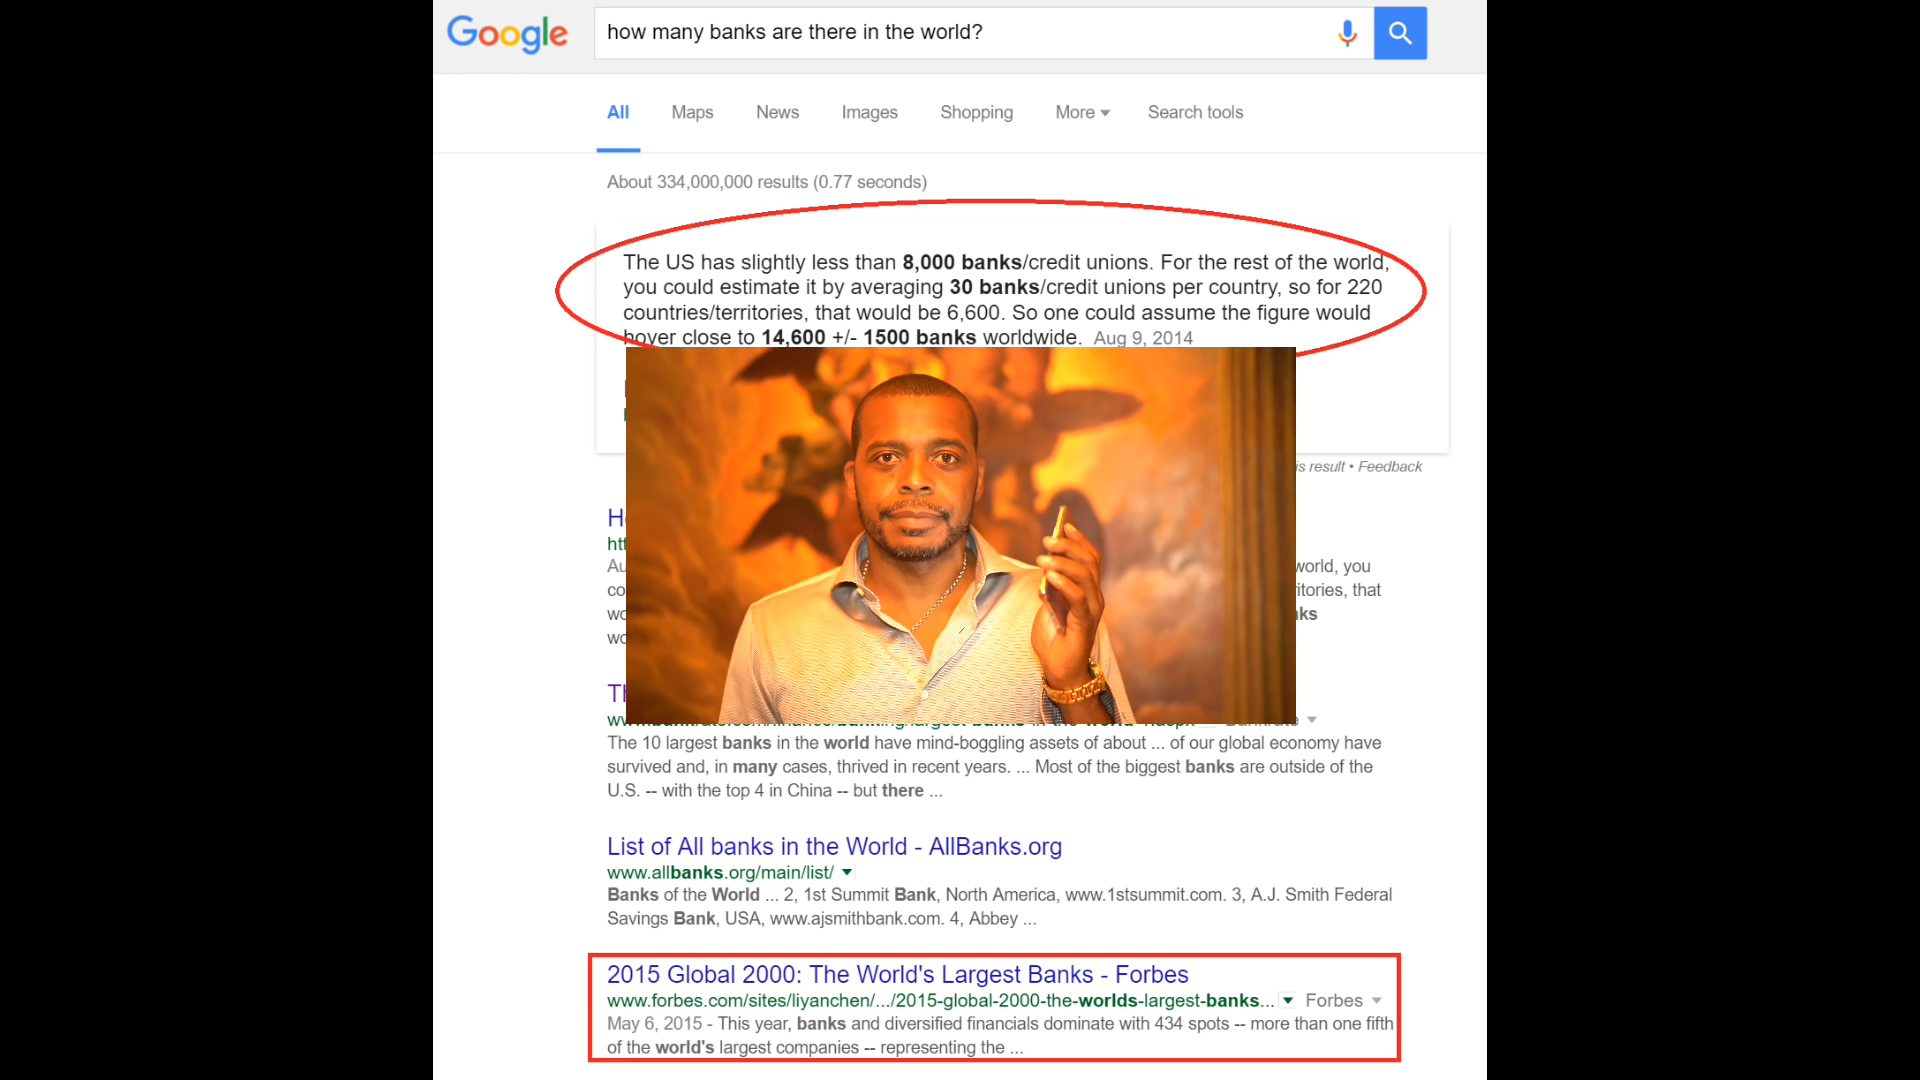 Google
how many banks are there in the world?
All Maps News Images Shopping More Search tools
About 334,000,000 results (0.77 seconds)
The US has slightly less than 8,000 banks/credit unions. For the rest of the world,
you could estimate it by averaging 30 banks/credit unions per country, so for 220
countries/territories, that would be 6,600. So one could assume the figure would
hover close to 14,600 +/- 1500 banks worldwide. Aug 9, 2014
result • Feedback
world, you
that
The 10 largest banks in the world have mind-boggling assets of about ... of our global economy have
survived and, in many cases, thrived in recent years. ... Most of the biggest banks are outside of the
U.S. -- with the top 4 in China -- but there ...
List of All banks in the World - AllBanks.org
www.allbanks.org/main/list/
Banks of the World ... 2, 1st Summit Bank, North America, www.1stsummit.com. 3, A.J. Smith Federal
Savings Bank, USA, www.ajsmithbank.com. 4, Abbey ...
2015 Global 2000: The World's Largest Banks - Forbes
www.forbes.com/sites/liyanchen/.../2015-global-2000-the-worlds-largest-banks... Forbes
May 6, 2015 - This year, banks and diversified financials dominate with 434 spots -- more than one fifth
of the world's largest companies -- representing the ...